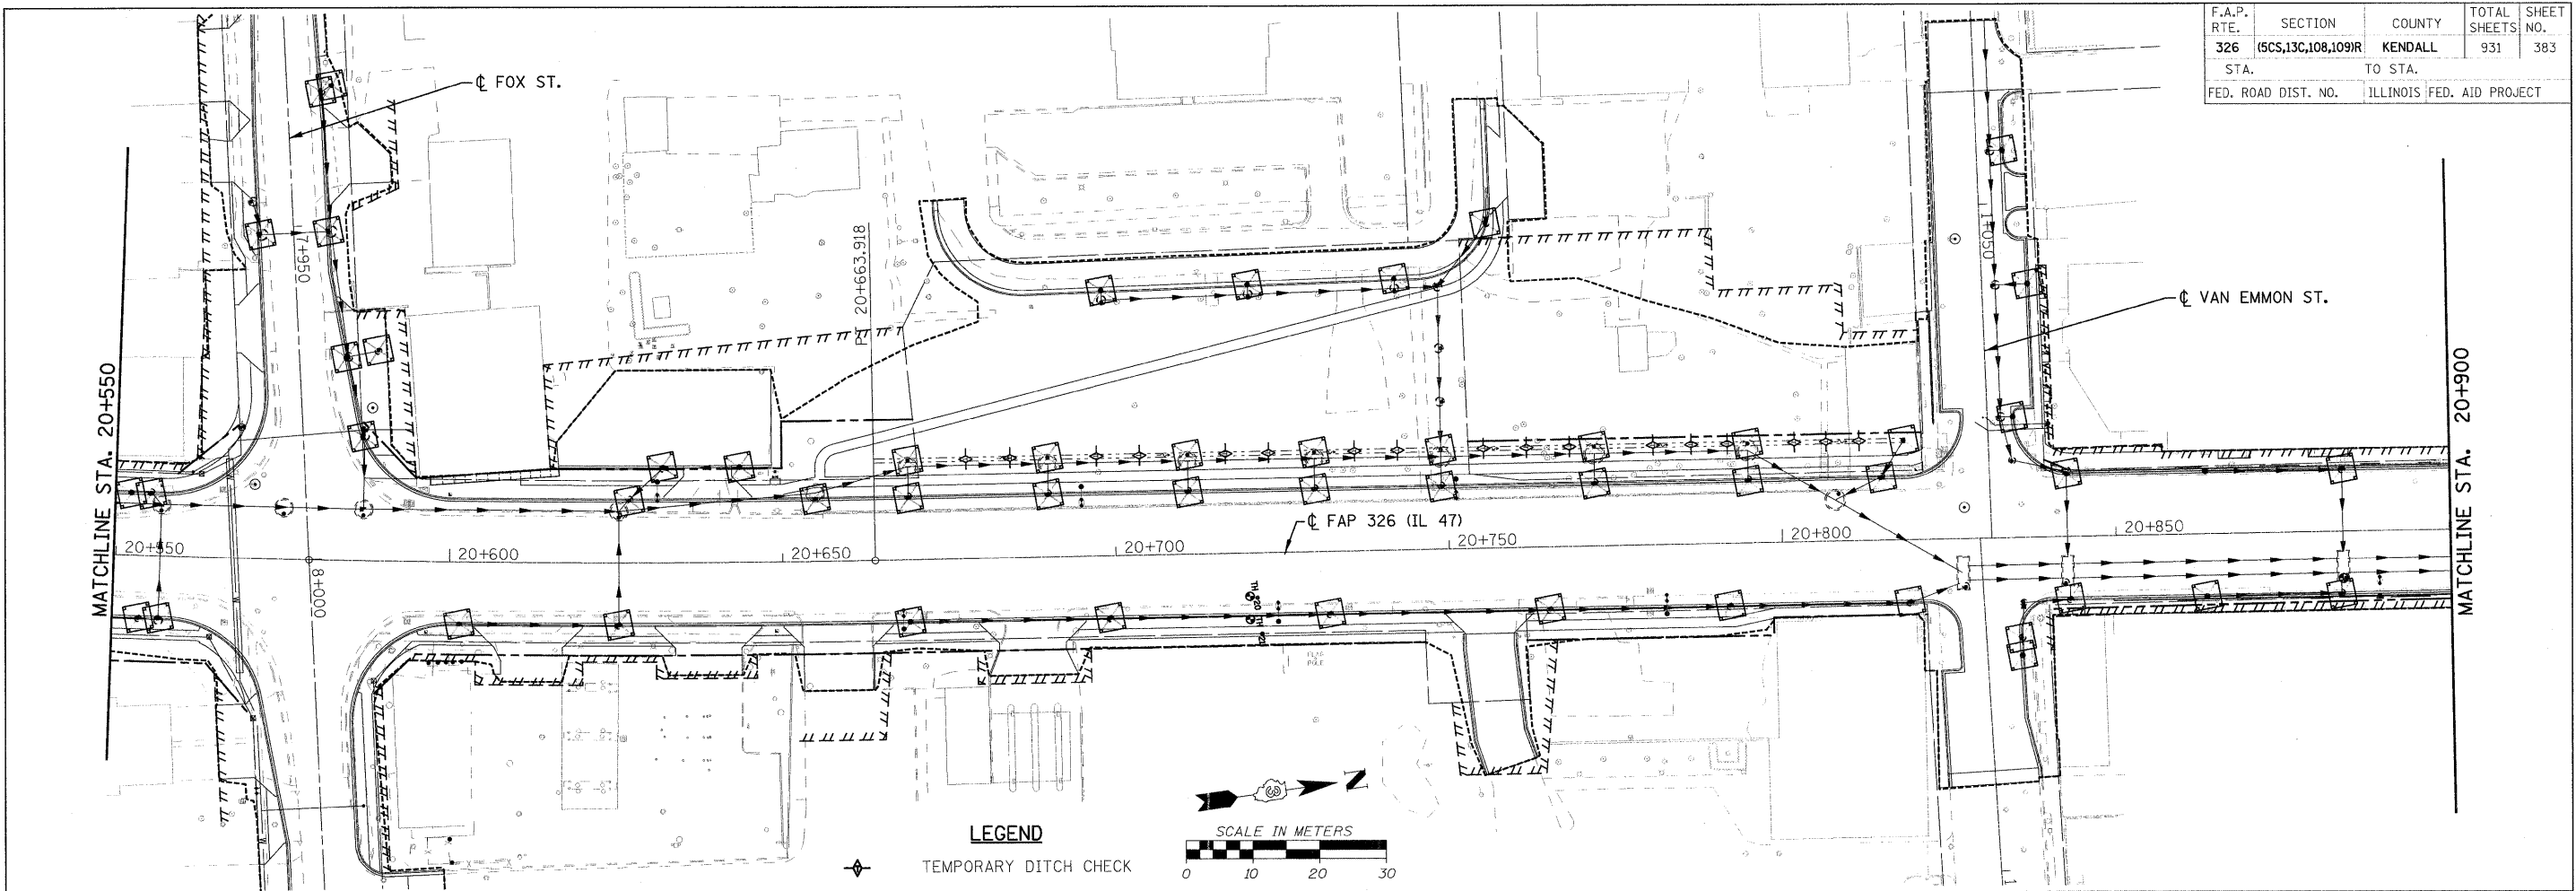 F.A.P. RTE. SECTION COUNTY TOTAL SHEETS SHEET NO.
326 (5CS,13C,108,109)R KENDALL 931 383
STA. TO STA.
FED. ROAD DIST. NO. ILLINOIS FED. AID PROJECT
℄ FOX ST.
7+950
PT 20+663.918
1+050
℄ VAN EMMON ST.
MATCHLINE STA. 20+550
MATCHLINE STA. 20+900
℄ FAP 326 (IL 47)
20+550
20+600
20+650
20+700
20+750
20+800
20+850
8+000
FLAG POLE
LEGEND
TEMPORARY DITCH CHECK
N
SCALE IN METERS
0 10 20 30